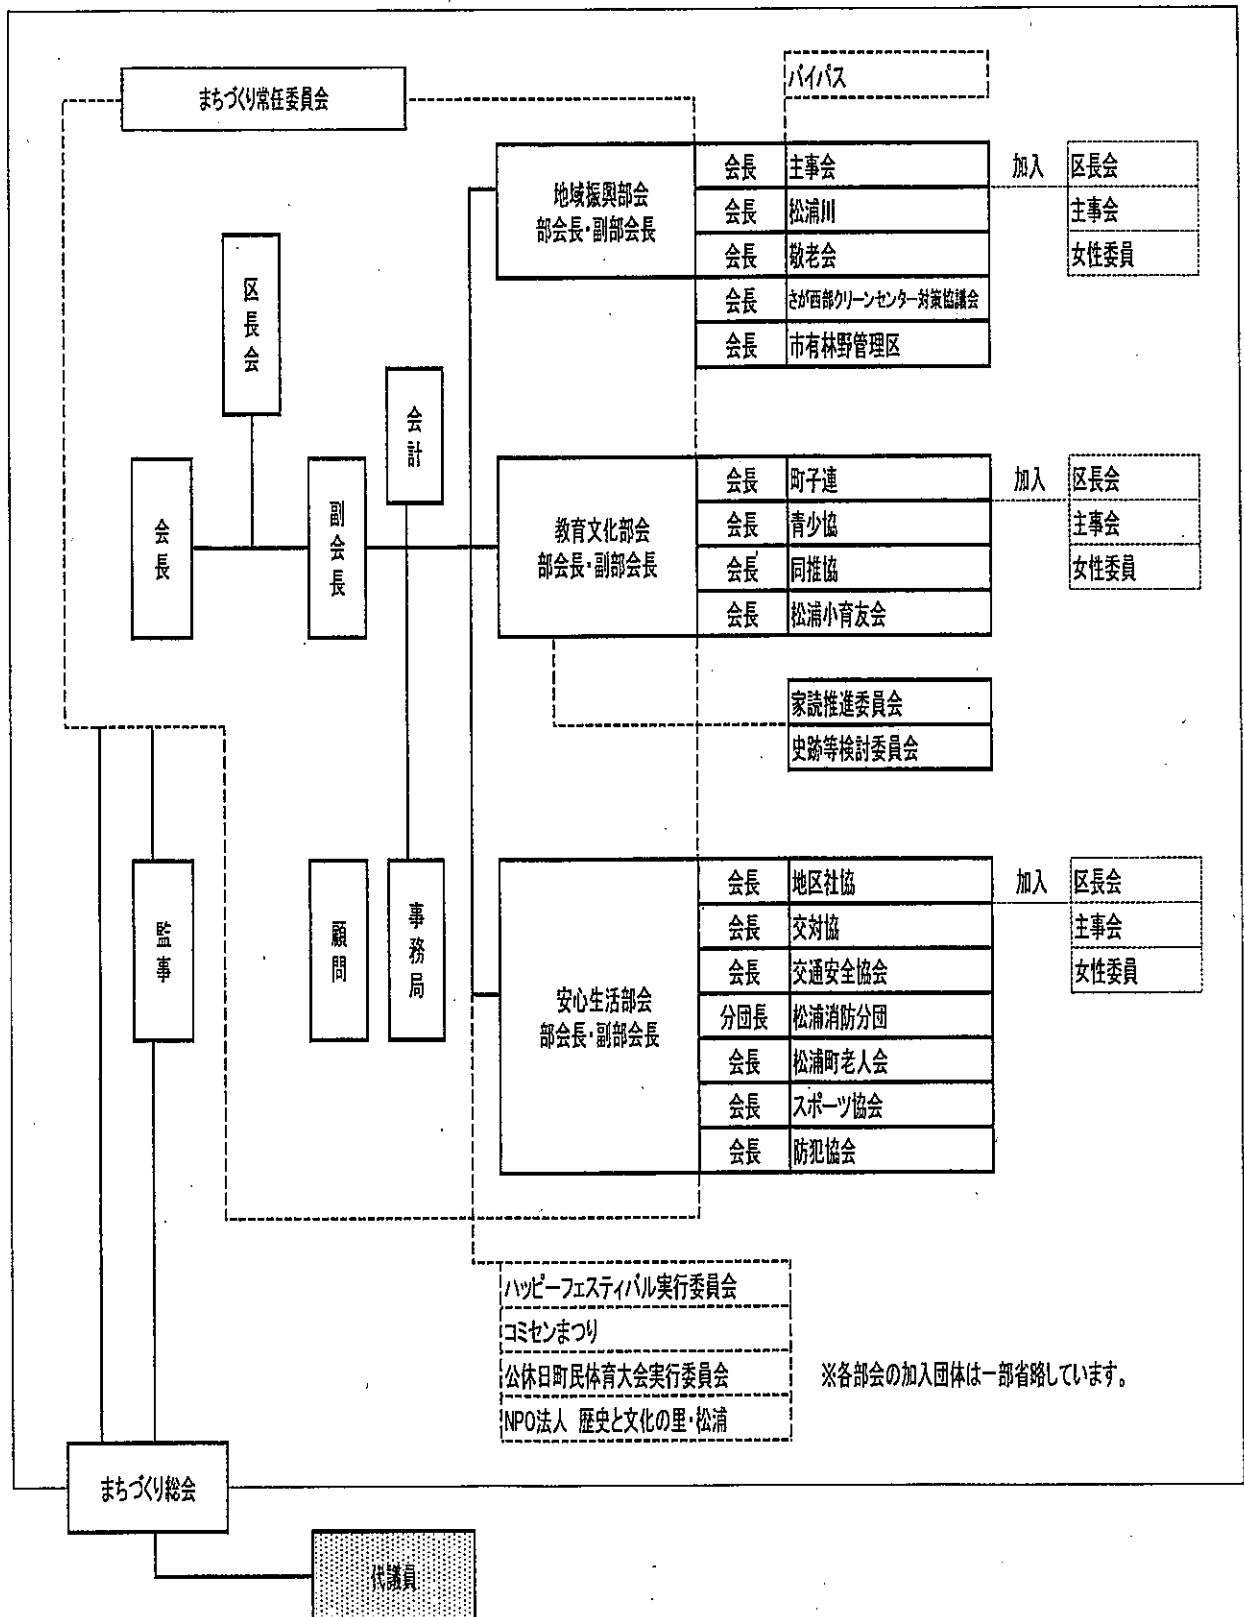 バイパス
まちづくり常任委員会
地域振興部会
部会長・副部会長
会長 主事会
会長 松浦川
会長 敬老会
会長 さが西部クリーンセンター対策協議会
会長 市有林野管理区
加入 区長会
主事会
女性委員
区長会
会計
会長
副会長
教育文化部会
部会長・副部会長
会長 町子連
会長 青少協
会長 同推協
会長 松浦小育友会
加入 区長会
主事会
女性委員
家読推進委員会
史跡等検討委員会
監事
顧問
事務局
安心生活部会
部会長・副部会長
会長 地区社協
会長 交対協
会長 交通安全協会
分団長 松浦消防分団
会長 松浦町老人会
会長 スポーツ協会
会長 防犯協会
加入 区長会
主事会
女性委員
ハッピーフェスティバル実行委員会
コミセンまつり
公休日町民体育大会実行委員会
NPO法人 歴史と文化の里・松浦
※各部会の加入団体は一部省略しています。
まちづくり総会
代議員